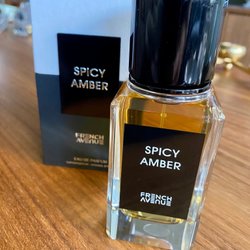 SPICY
AMBER
FRENCH
AVENUE
EAU DE PARFUM
SPICY
AMBER
FRENCH
AVENUE